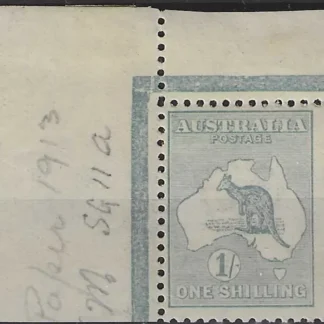 Paper 1913
M SG 11a
AUSTRALIA
POSTAGE
1/-
ONE SHILLING